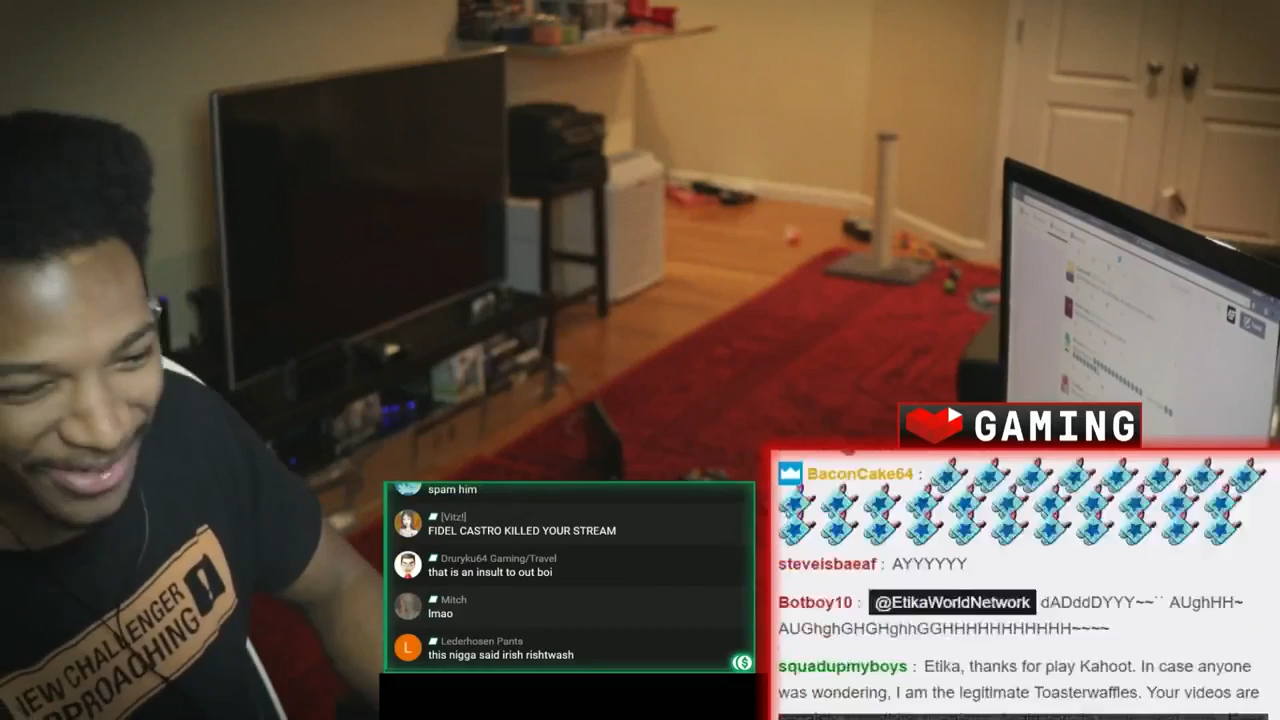 NEW CHALLENGER
APPROACHING
!
GAMING
spam him
[Vitz!]
FIDEL CASTRO KILLED YOUR STREAM
Druryku64 Gaming/Travel
that is an insult to out boi
Mitch
lmao
L
Lederhosen Pants
this nigga said irish rishtwash
BaconCake64 :
steveisbaeaf : AYYYYYY
Botboy10 : @EtikaWorldNetwork dADddDYYY~~¨ AUghHH~
AUGhghGHGHghhGGHHHHHHHHHHH~~~~
squadupmyboys : Etika, thanks for play Kahoot. In case anyone
was wondering, I am the legitimate Toasterwaffles. Your videos are